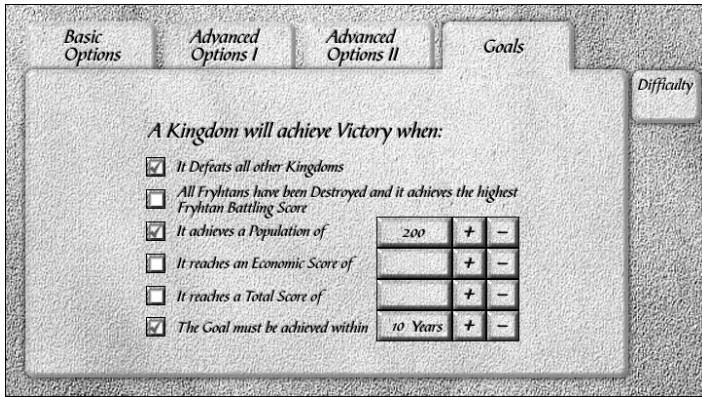 Basic
Options
Advanced
Options I
Advanced
Options II
Goals
Difficulty
A Kingdom will achieve Victory when:
It Defeats all other Kingdoms
All Fryhtans have been Destroyed and it achieves the highest
Fryhtan Battling Score
It achieves a Population of 200 + -
It reaches an Economic Score of + -
It reaches a Total Score of + -
The Goal must be achieved within 10 Years + -